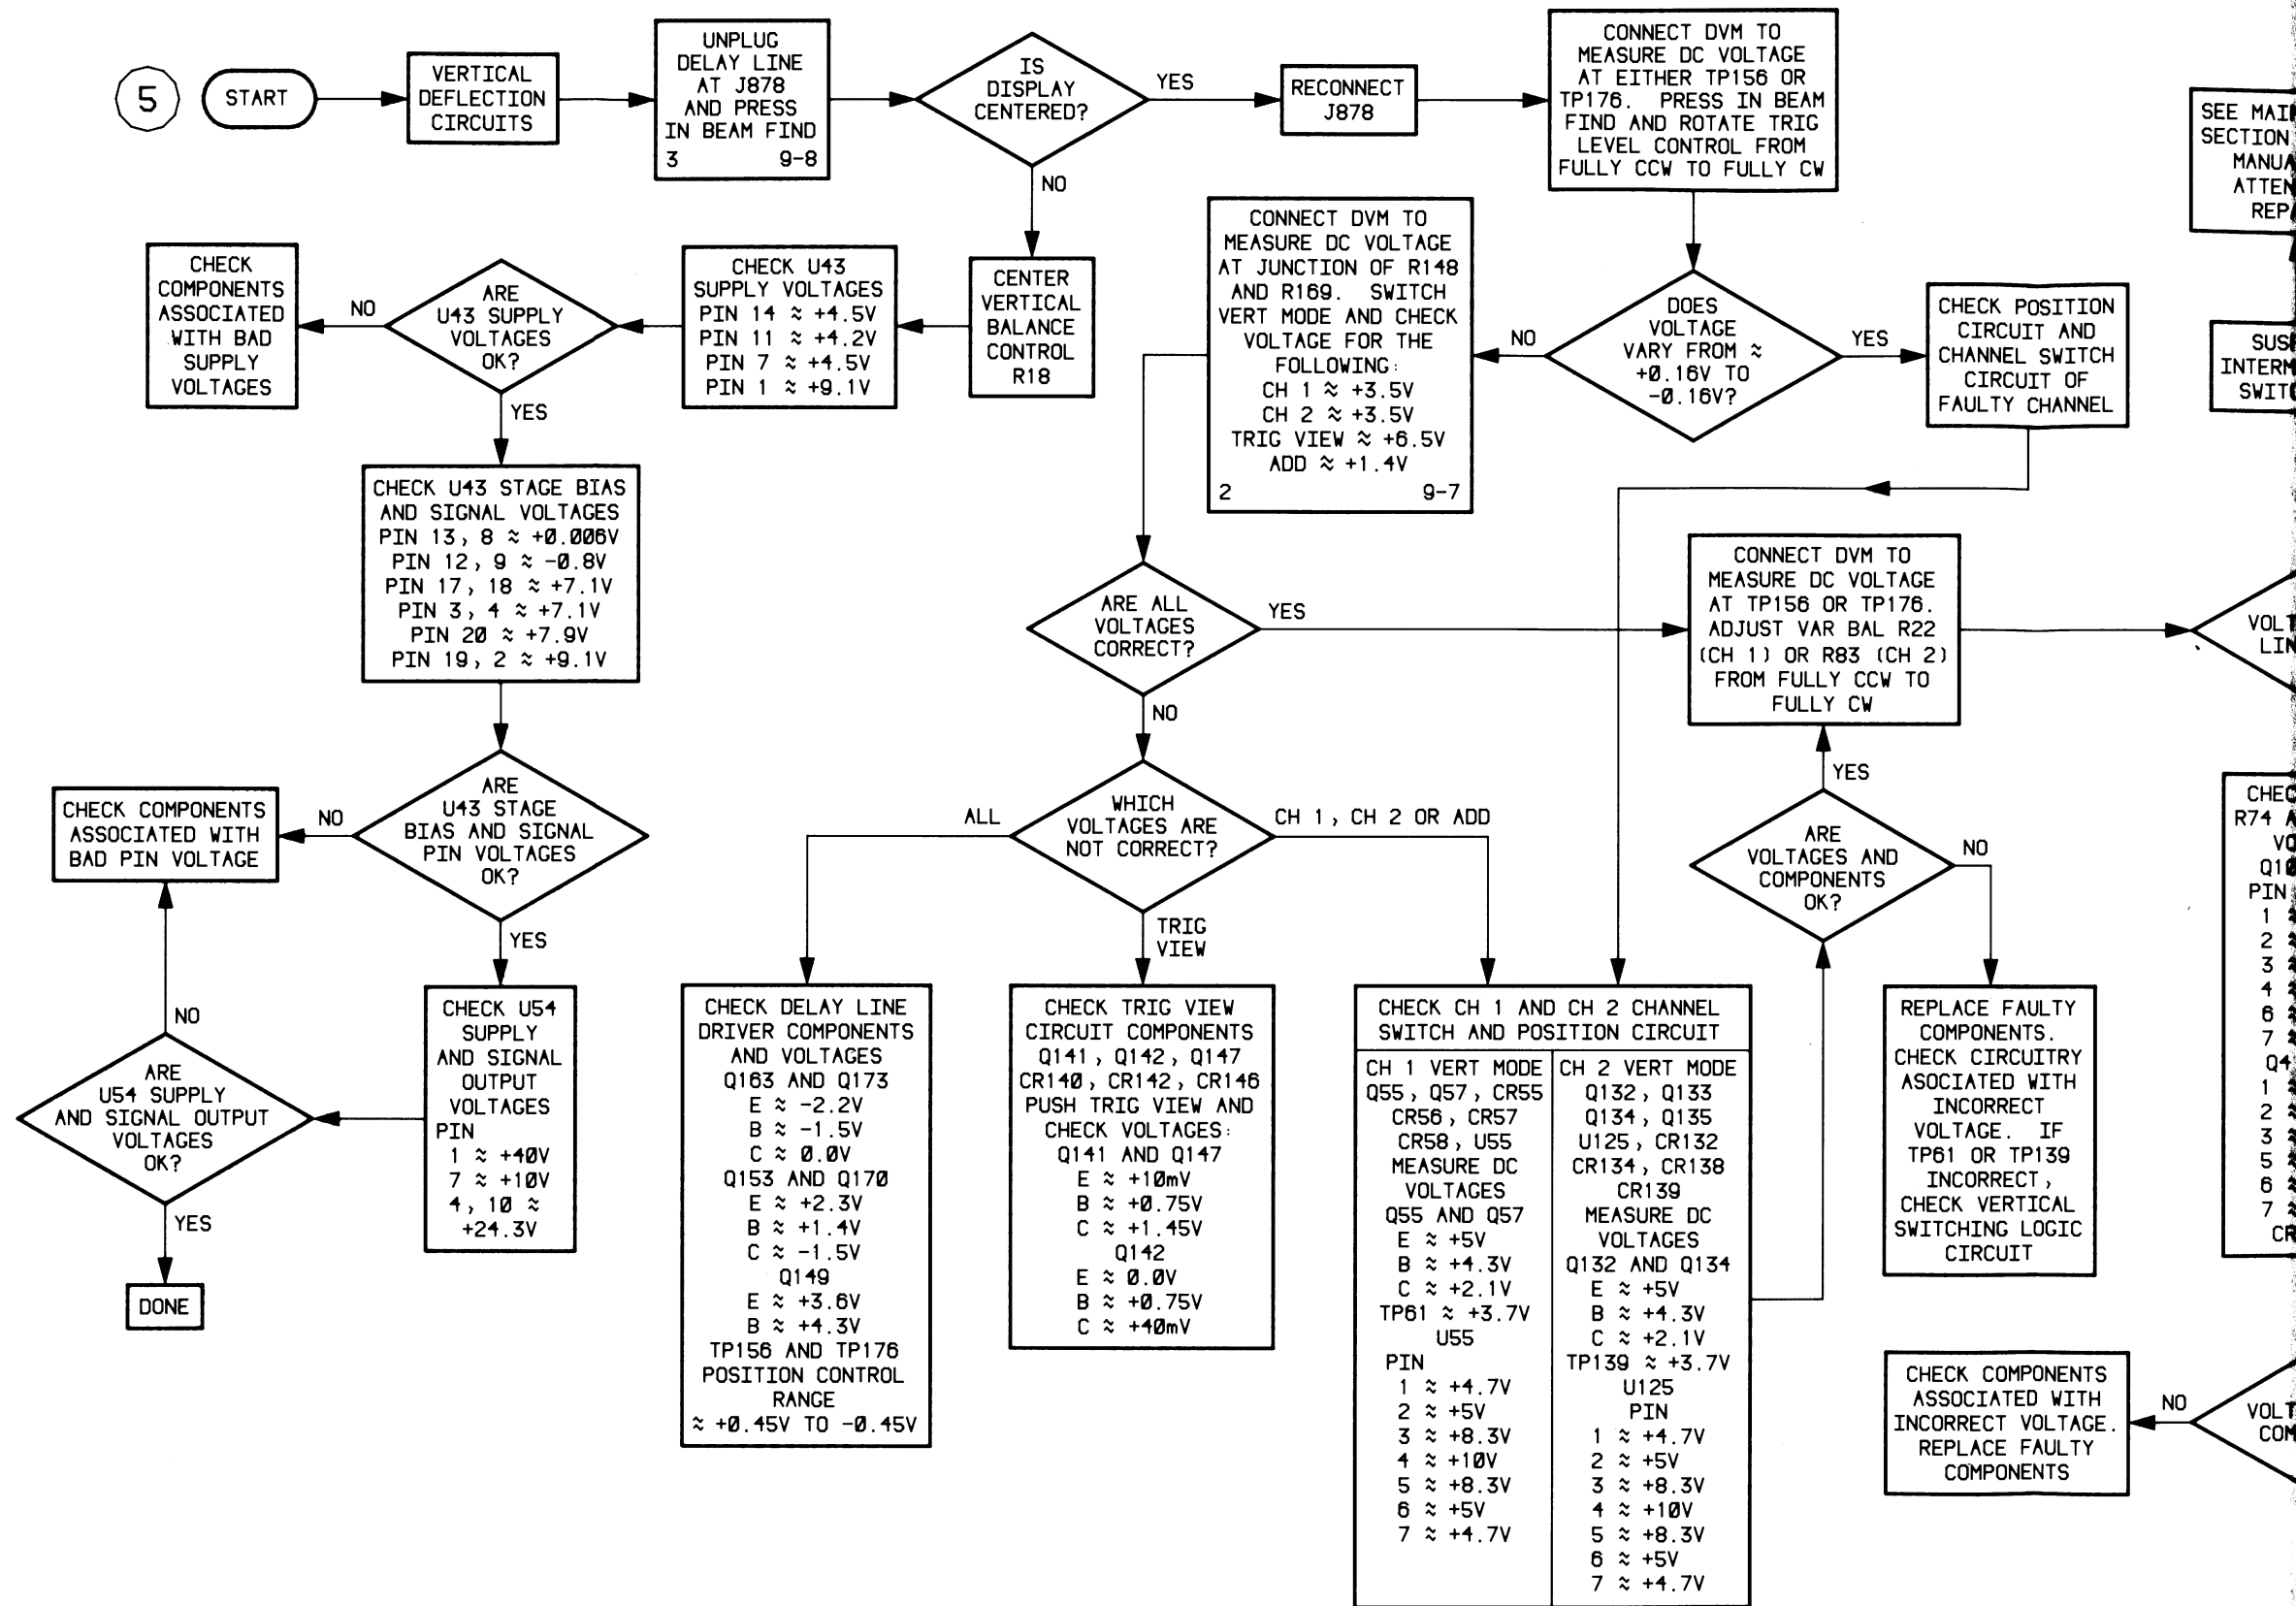 5
START
VERTICAL
DEFLECTION
CIRCUITS
UNPLUG
DELAY LINE
AT J878
AND PRESS
IN BEAM FIND
3 9-8
IS
DISPLAY
CENTERED?
YES
NO
RECONNECT
J878
CONNECT DVM TO
MEASURE DC VOLTAGE
AT EITHER TP156 OR
TP176. PRESS IN BEAM
FIND AND ROTATE TRIG
LEVEL CONTROL FROM
FULLY CCW TO FULLY CW
CHECK
COMPONENTS
ASSOCIATED
WITH BAD
SUPPLY
VOLTAGES
NO
ARE
U43 SUPPLY
VOLTAGES
OK?
YES
CHECK U43
SUPPLY VOLTAGES
PIN 14 ≈ +4.5V
PIN 11 ≈ +4.2V
PIN 7 ≈ +4.5V
PIN 1 ≈ +9.1V
CENTER
VERTICAL
BALANCE
CONTROL
R18
CONNECT DVM TO
MEASURE DC VOLTAGE
AT JUNCTION OF R148
AND R169. SWITCH
VERT MODE AND CHECK
VOLTAGE FOR THE
FOLLOWING:
CH 1 ≈ +3.5V
CH 2 ≈ +3.5V
TRIG VIEW ≈ +6.5V
ADD ≈ +1.4V
2 9-7
NO
DOES
VOLTAGE
VARY FROM ≈
+0.16V TO
-0.16V?
YES
CHECK POSITION
CIRCUIT AND
CHANNEL SWITCH
CIRCUIT OF
FAULTY CHANNEL
SEE
SECTION
CHECK U43 STAGE BIAS
AND SIGNAL VOLTAGES
PIN 13, 8 ≈ +0.006V
PIN 12, 9 ≈ -0.8V
PIN 17, 18 ≈ +7.1V
PIN 3, 4 ≈ +7.1V
PIN 20 ≈ +7.9V
PIN 19, 2 ≈ +9.1V
ARE ALL
VOLTAGES
CORRECT?
YES
NO
CONNECT DVM TO
MEASURE DC VOLTAGE
AT TP156 OR TP176.
ADJUST VAR BAL R22
(CH 1) OR R83 (CH 2)
FROM FULLY CCW TO
FULLY CW
CHECK COMPONENTS
ASSOCIATED WITH
BAD PIN VOLTAGE
NO
ARE
U43 STAGE
BIAS AND SIGNAL
PIN VOLTAGES
OK?
YES
ALL
WHICH
VOLTAGES ARE
NOT CORRECT?
CH 1, CH 2 OR ADD
TRIG
VIEW
YES
ARE
VOLTAGES AND
COMPONENTS
OK?
NO
R74
PIN
1
2
3
4
6
7
1
2
3
5
6
7
NO
ARE
U54 SUPPLY
AND SIGNAL OUTPUT
VOLTAGES
OK?
YES
DONE
CHECK U54
SUPPLY
AND SIGNAL
OUTPUT
VOLTAGES
PIN
1 ≈ +40V
7 ≈ +10V
4, 10 ≈
+24.3V
CHECK DELAY LINE
DRIVER COMPONENTS
AND VOLTAGES
Q163 AND Q173
E ≈ -2.2V
B ≈ -1.5V
C ≈ 0.0V
Q153 AND Q170
E ≈ +2.3V
B ≈ +1.4V
C ≈ -1.5V
Q149
E ≈ +3.6V
B ≈ +4.3V
TP156 AND TP176
POSITION CONTROL
RANGE
≈ +0.45V TO -0.45V
CHECK TRIG VIEW
CIRCUIT COMPONENTS
Q141, Q142, Q147
CR140, CR142, CR146
PUSH TRIG VIEW AND
CHECK VOLTAGES:
Q141 AND Q147
E ≈ +10mV
B ≈ +0.75V
C ≈ +1.45V
Q142
E ≈ 0.0V
B ≈ +0.75V
C ≈ +40mV
CHECK CH 1 AND CH 2 CHANNEL
SWITCH AND POSITION CIRCUIT
CH 1 VERT MODE
Q55, Q57, CR55
CR56, CR57
CR58, U55
MEASURE DC
VOLTAGES
Q55 AND Q57
E ≈ +5V
B ≈ +4.3V
C ≈ +2.1V
TP61 ≈ +3.7V
U55
PIN
1 ≈ +4.7V
2 ≈ +5V
3 ≈ +8.3V
4 ≈ +10V
5 ≈ +8.3V
6 ≈ +5V
7 ≈ +4.7V
CH 2 VERT MODE
Q132, Q133
Q134, Q135
U125, CR132
CR134, CR138
CR139
MEASURE DC
VOLTAGES
Q132 AND Q134
E ≈ +5V
B ≈ +4.3V
C ≈ +2.1V
TP139 ≈ +3.7V
U125
PIN
1 ≈ +4.7V
2 ≈ +5V
3 ≈ +8.3V
4 ≈ +10V
5 ≈ +8.3V
6 ≈ +5V
7 ≈ +4.7V
REPLACE FAULTY
COMPONENTS.
CHECK CIRCUITRY
ASOCIATED WITH
INCORRECT
VOLTAGE. IF
TP61 OR TP139
INCORRECT,
CHECK VERTICAL
SWITCHING LOGIC
CIRCUIT
CHECK COMPONENTS
ASSOCIATED WITH
INCORRECT VOLTAGE.
REPLACE FAULTY
COMPONENTS
NO